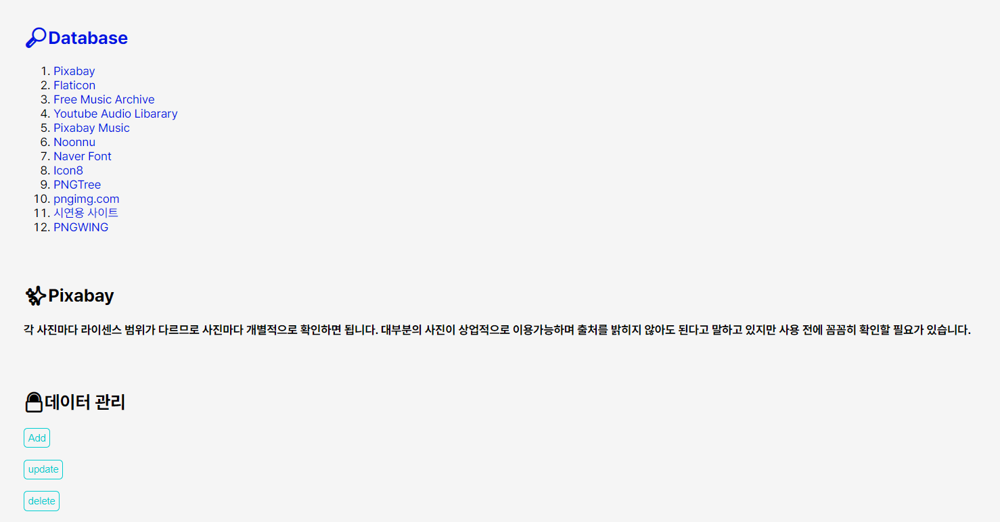 Database
1. Pixabay
2. Flaticon
3. Free Music Archive
4. Youtube Audio Libarary
5. Pixabay Music
6. Noonnu
7. Naver Font
8. Icon8
9. PNGTree
10. pngimg.com
11. 시연용 사이트
12. PNGWING
Pixabay
각 사진마다 라이센스 범위가 다르므로 사진마다 개별적으로 확인하면 됩니다. 대부분의 사진이 상업적으로 이용가능하며 출처를 밝히지 않아도 된다고 말하고 있지만 사용 전에 꼼꼼히 확인할 필요가 있습니다.
데이터 관리
Add
update
delete